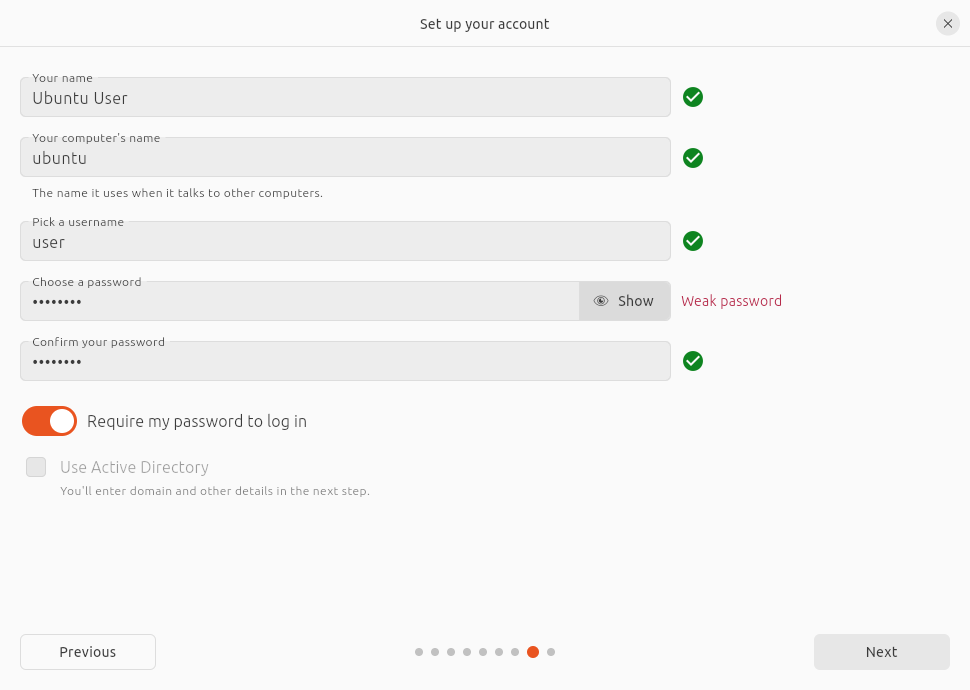 Set up your account
Your name
Ubuntu User
Your computer's name
ubuntu
The name it uses when it talks to other computers.
Pick a username
user
Choose a password
••••••••
Show
Weak password
Confirm your password
••••••••
Require my password to log in
Use Active Directory
You'll enter domain and other details in the next step.
Previous
Next